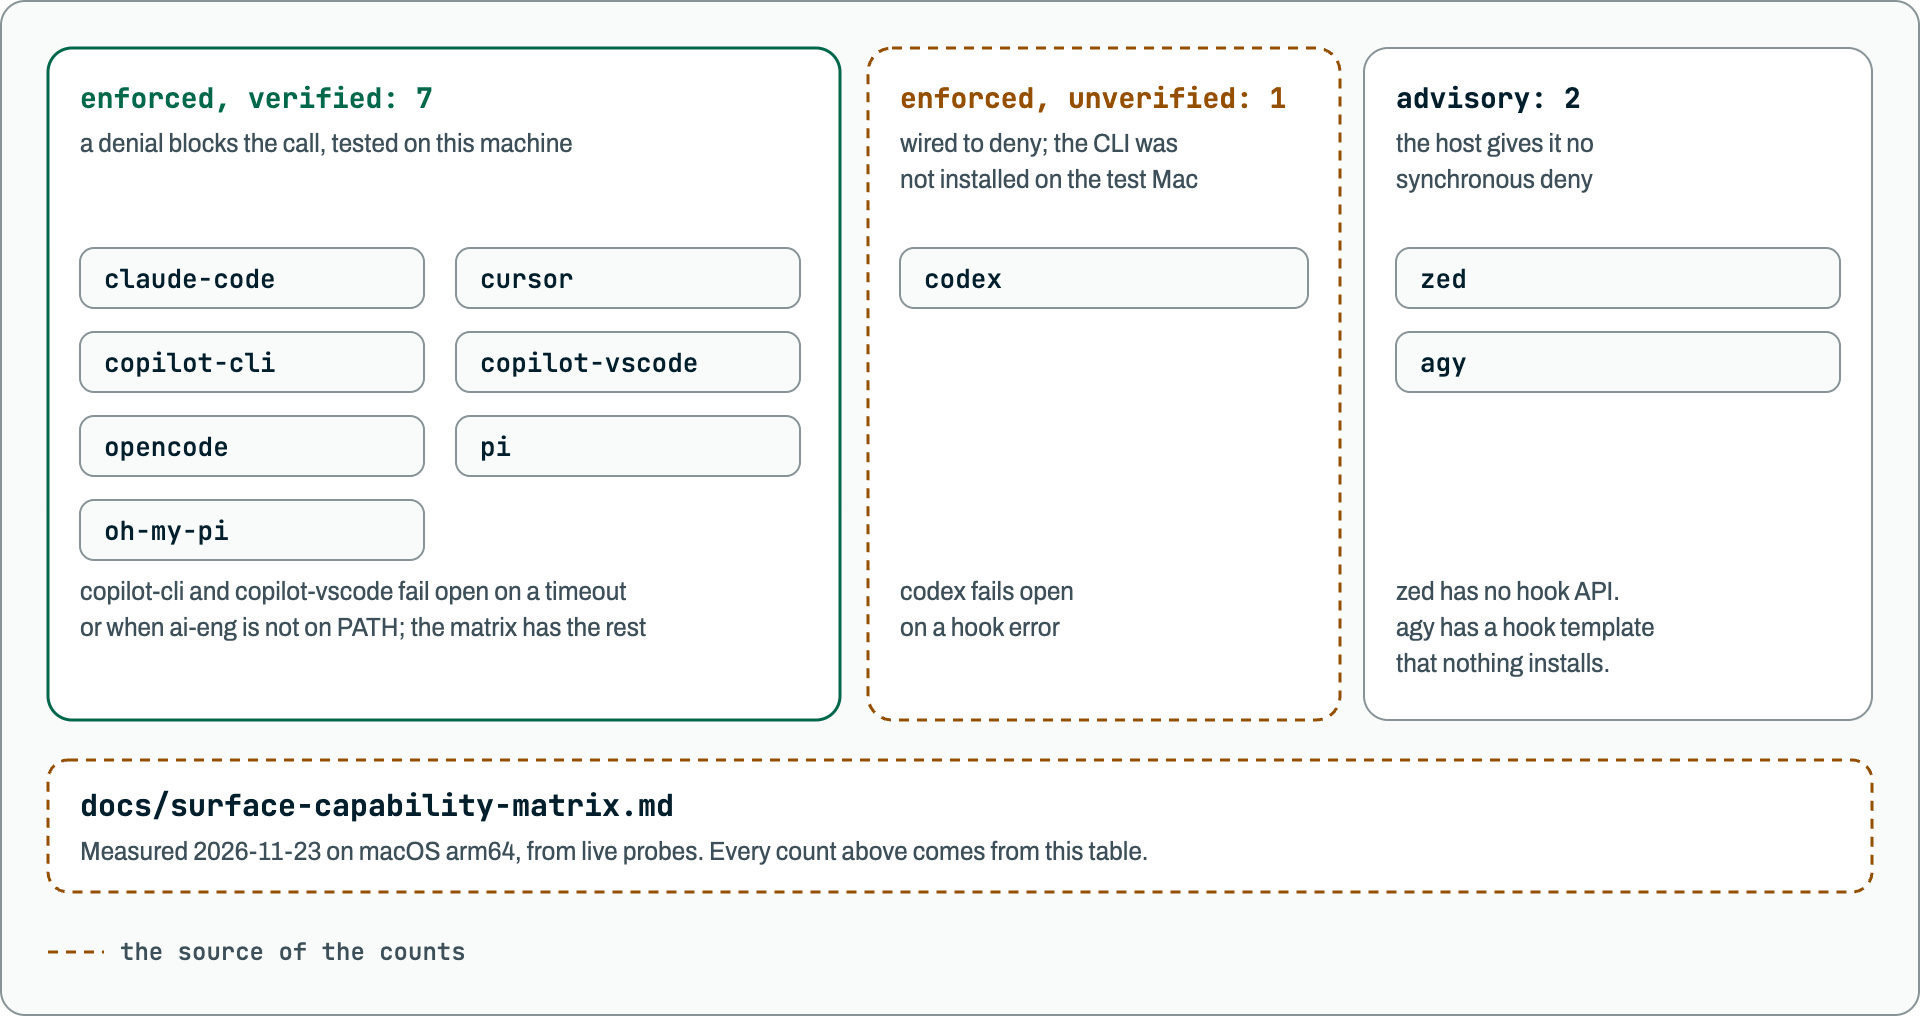 enforced, verified: 7
a denial blocks the call, tested on this machine
claude-code
cursor
copilot-cli
copilot-vscode
opencode
pi
oh-my-pi
copilot-cli and copilot-vscode fail open on a timeout
or when ai-eng is not on PATH; the matrix has the rest
enforced, unverified: 1
wired to deny; the CLI was
not installed on the test Mac
codex
codex fails open
on a hook error
advisory: 2
the host gives it no
synchronous deny
zed
agy
zed has no hook API.
agy has a hook template
that nothing installs.
docs/surface-capability-matrix.md
Measured 2026-11-23 on macOS arm64, from live probes. Every count above comes from this table.
the source of the counts